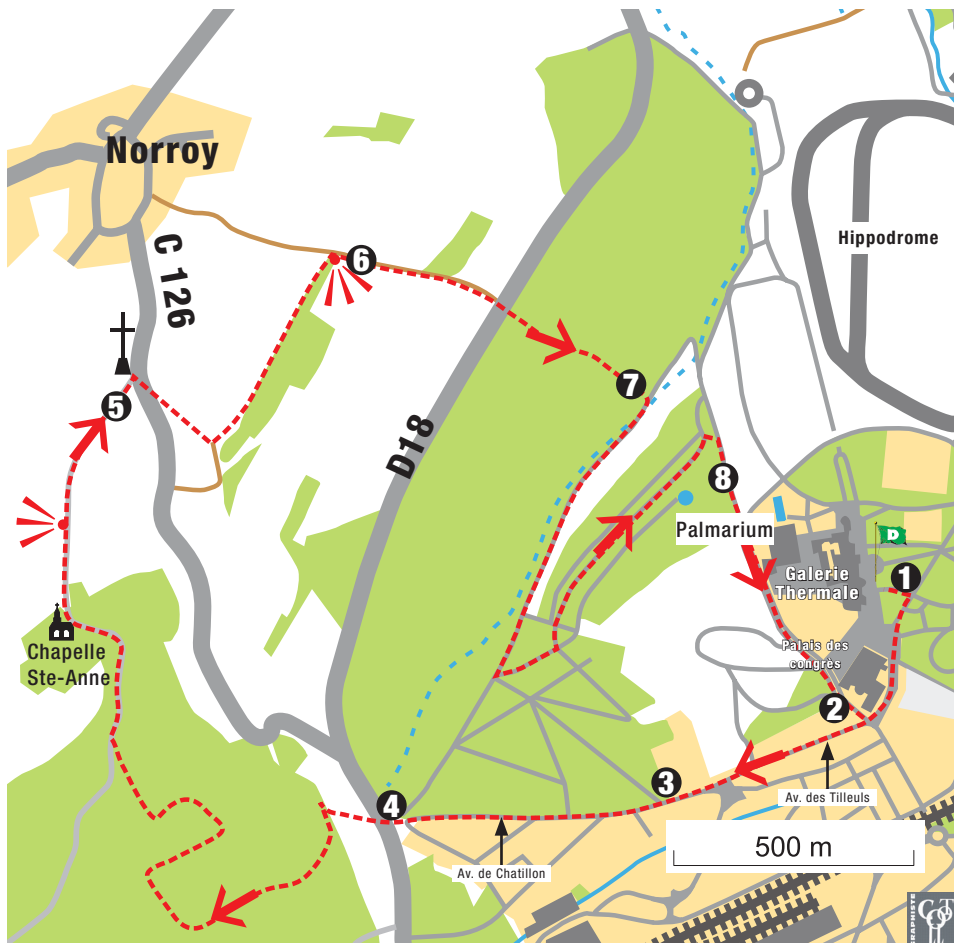 Norroy
Hippodrome
6
C 126
5
7
D18
8
Palmarium
D
1
Galerie
Thermale
Chapelle
Ste-Anne
Palais des
congrès
2
3
Av. des Tilleuls
4
500 m
Av. de Chatillon
GRAPHISTE